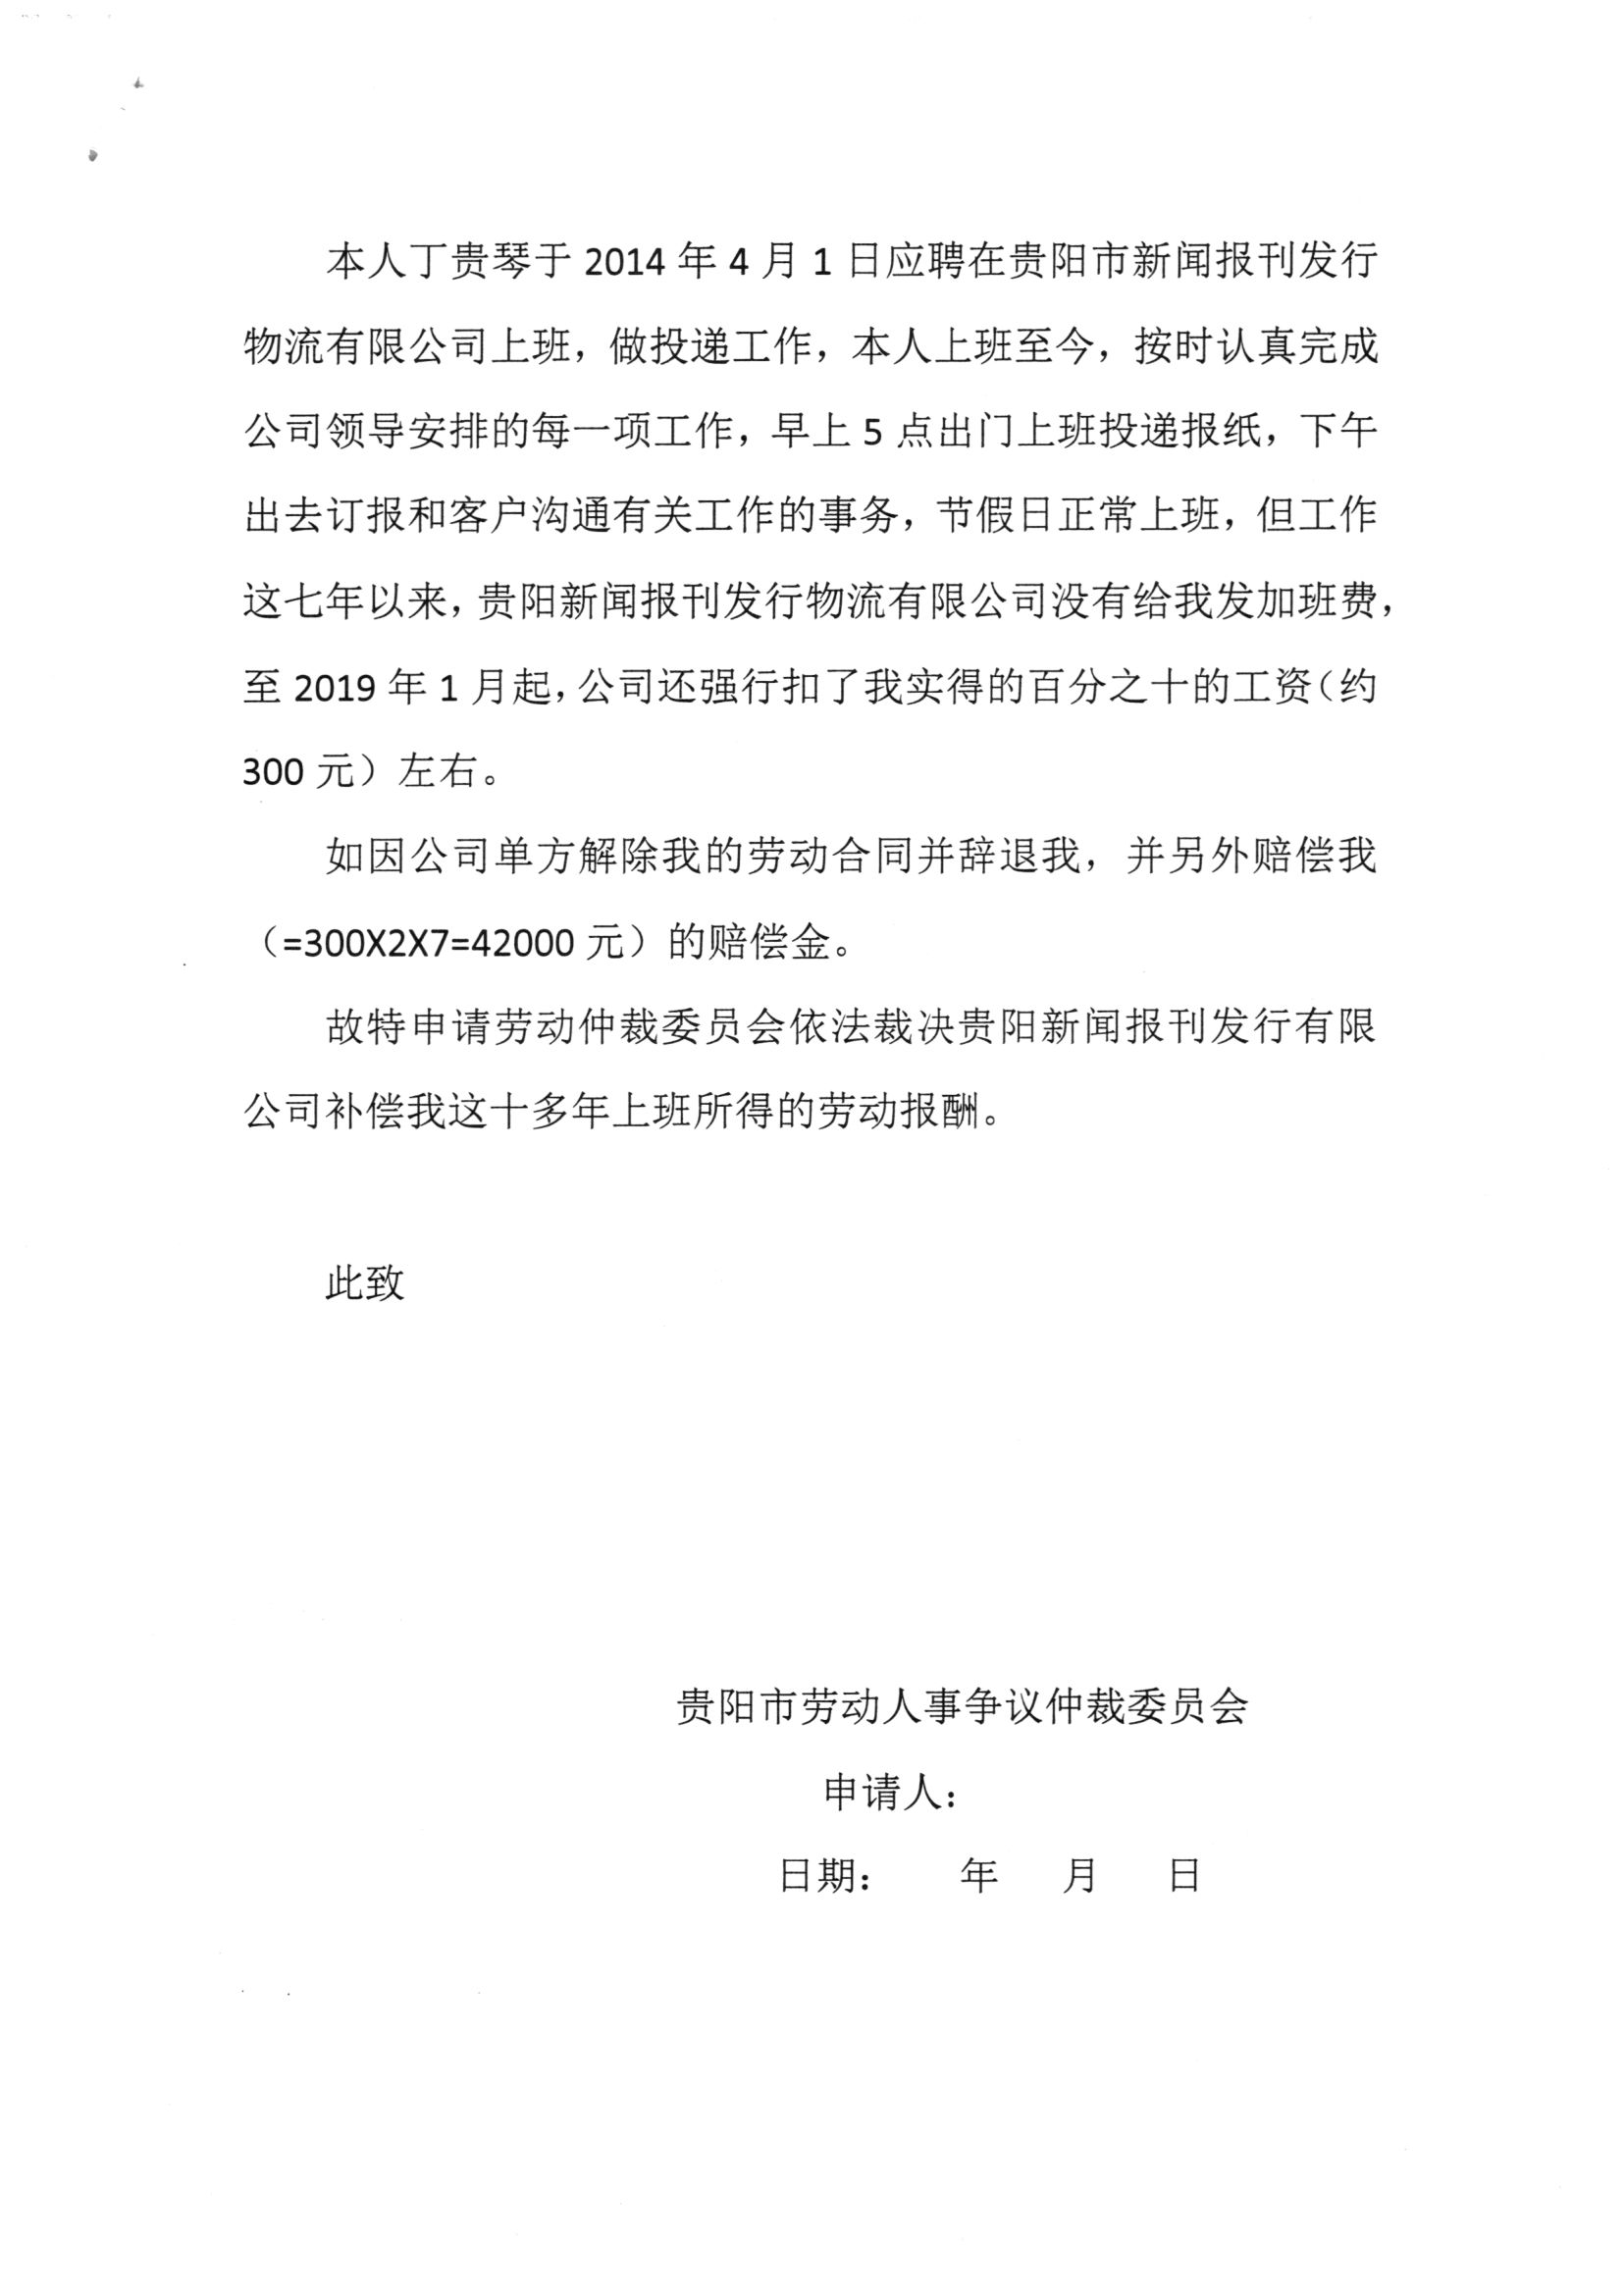 本人丁贵琴于 2014 年 4 月 1 日应聘在贵阳市新闻报刊发行
物流有限公司上班，做投递工作，本人上班至今，按时认真完成
公司领导安排的每一项工作，早上 5 点出门上班投递报纸，下午
出去订报和客户沟通有关工作的事务，节假日正常上班，但工作
这七年以来，贵阳新闻报刊发行物流有限公司没有给我发加班费，
至 2019 年 1 月起，公司还强行扣了我实得的百分之十的工资（约
300 元）左右。
如因公司单方解除我的劳动合同并辞退我，并另外赔偿我
（=300X2X7=42000 元）的赔偿金。
故特申请劳动仲裁委员会依法裁决贵阳新闻报刊发行有限
公司补偿我这十多年上班所得的劳动报酬。
此致
贵阳市劳动人事争议仲裁委员会
申请人：
日期： 年 月 日